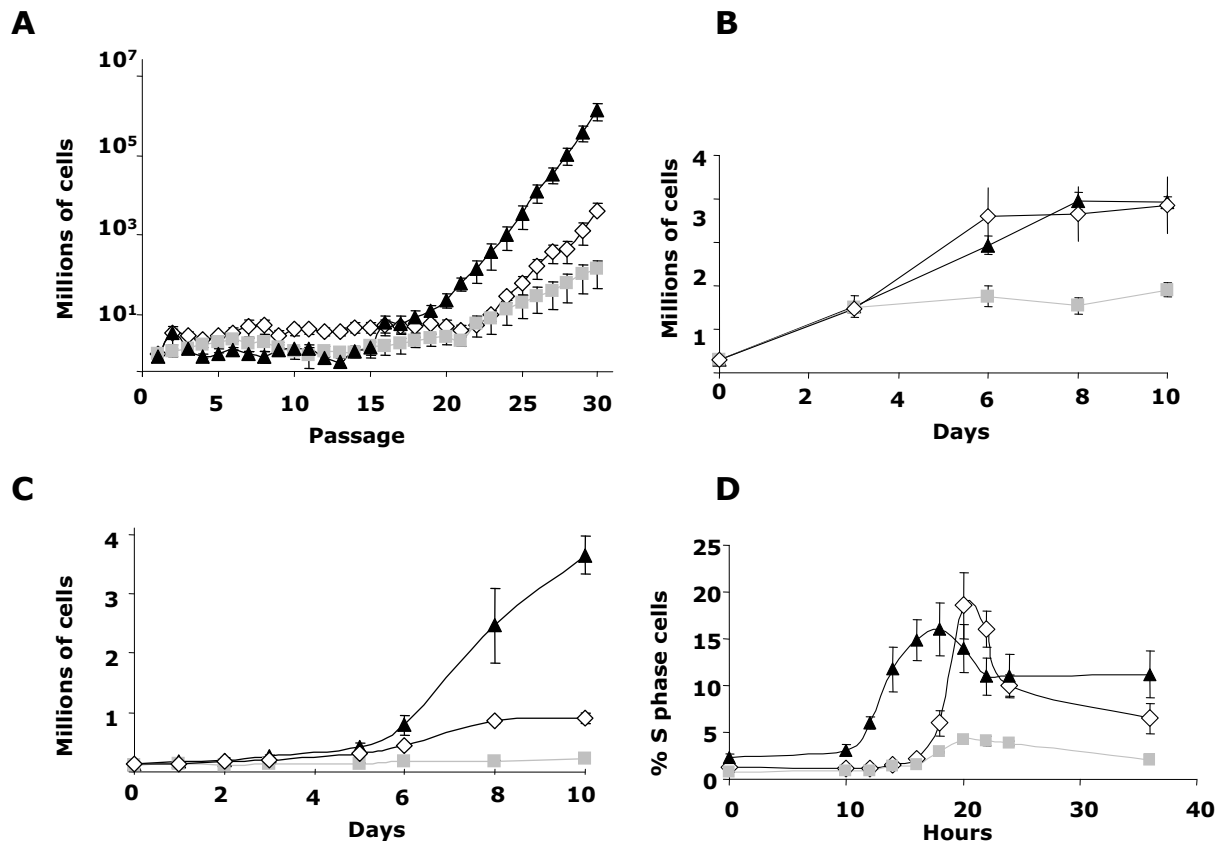 A
10^7
10^5
10^3
10^1
Millions of cells
0 5 10 15 20 25 30
Passage
B
4
3
2
1
Millions of cells
0 2 4 6 8 10
Days
C
4
3
2
1
Millions of cells
0 2 4 6 8 10
Days
D
25
20
15
10
5
0
% S phase cells
0 10 20 30 40
Hours